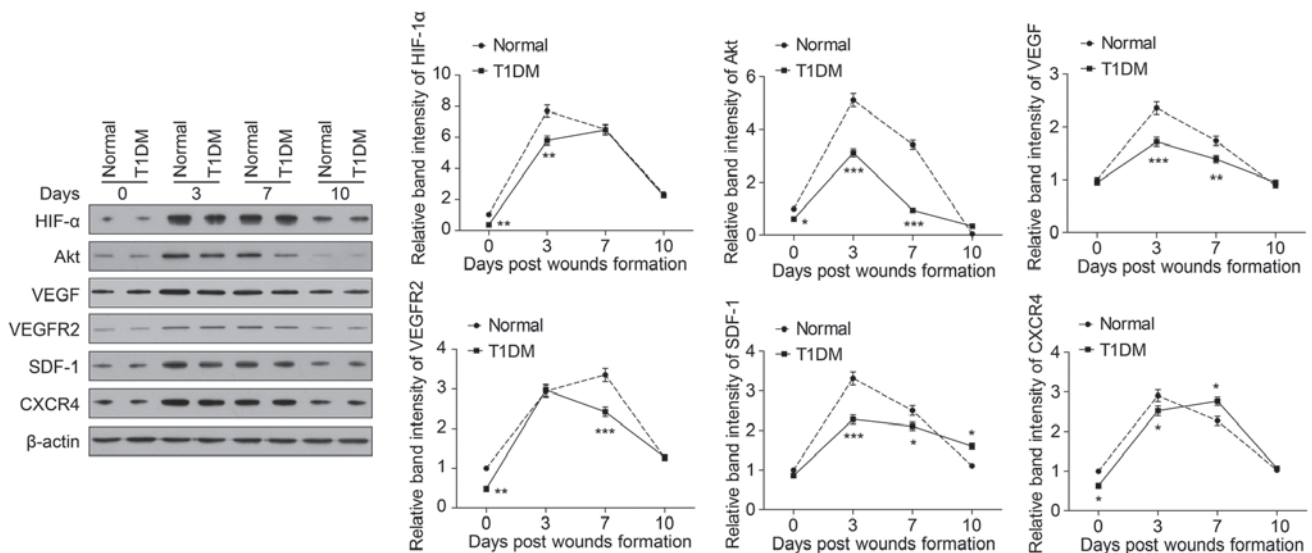 Normal T1DM Normal T1DM Normal T1DM Normal T1DM
Days 0 3 7 10
HIF-α
Akt
VEGF
VEGFR2
SDF-1
CXCR4
β-actin
Relative band intensity of HIF-1α
Normal
T1DM
10
8
6
4
2
0
**
**
0 3 7 10
Days post wounds formation
Relative band intensity of Akt
Normal
T1DM
6
4
2
0
*
***
***
0 3 7 10
Days post wounds formation
Relative band intensity of VEGF
Normal
T1DM
3
2
1
0
***
**
0 3 7 10
Days post wounds formation
Relative band intensity of VEGFR2
Normal
T1DM
4
3
2
1
0
**
***
0 3 7 10
Days post wounds formation
Relative band intensity of SDF-1
Normal
T1DM
4
3
2
1
0
***
*
*
0 3 7 10
Days post wounds formation
Relative band intensity of CXCR4
Normal
T1DM
4
3
2
1
0
*
*
*
0 3 7 10
Days post wounds formation